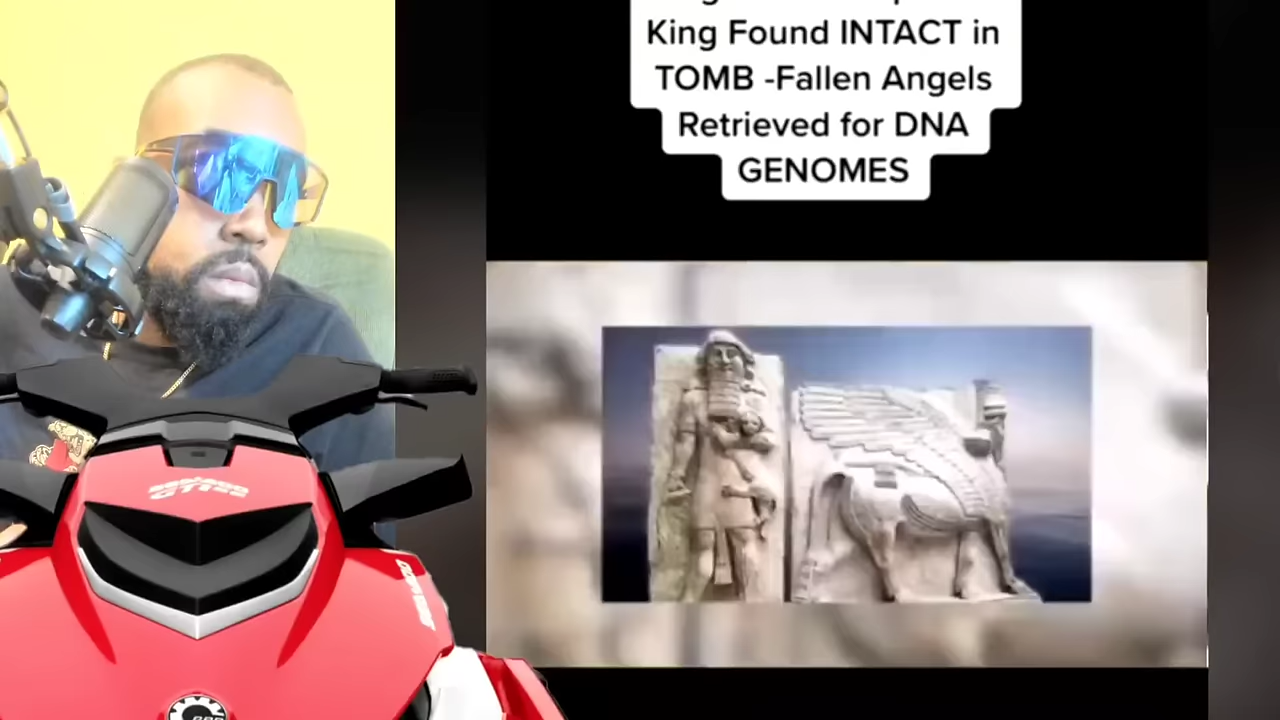 King Found INTACT in
TOMB -Fallen Angels
Retrieved for DNA
GENOMES